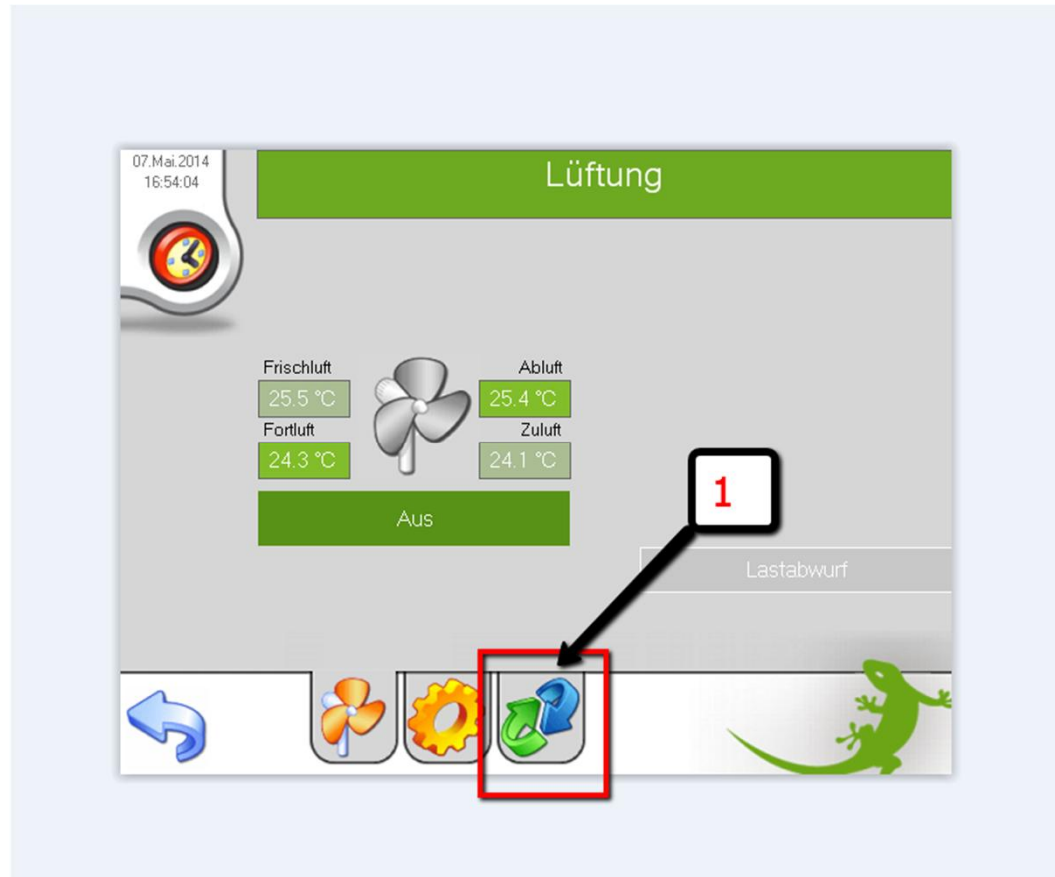 07.Mai.2014
16:54:04
Lüftung
Frischluft
Abluft
25.5 °C
25.4 °C
Fortluft
Zuluft
24.3 °C
24.1 °C
Aus
1
Lastabwurf